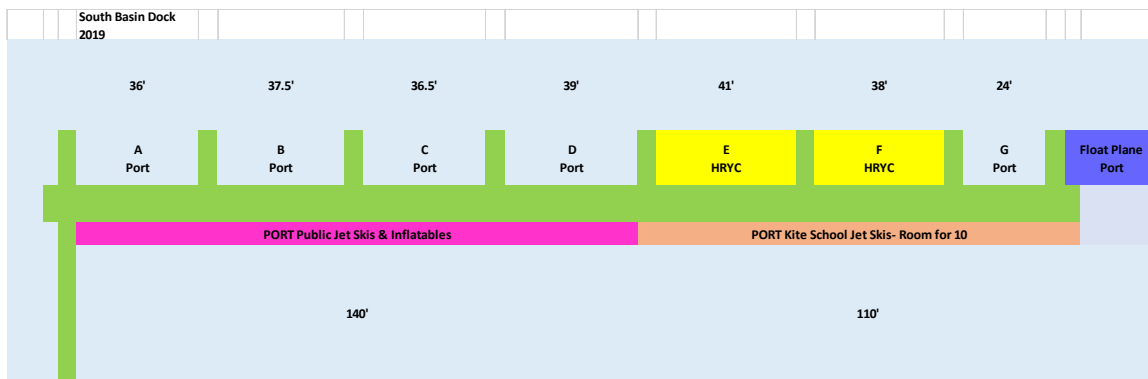 South Basin Dock
2019
36'
37.5'
36.5'
39'
41'
38'
24'
A
Port
B
Port
C
Port
D
Port
E
HRYC
F
HRYC
G
Port
Float Plane
Port
PORT Public Jet Skis & Inflatables
PORT Kite School Jet Skis- Room for 10
140'
110'